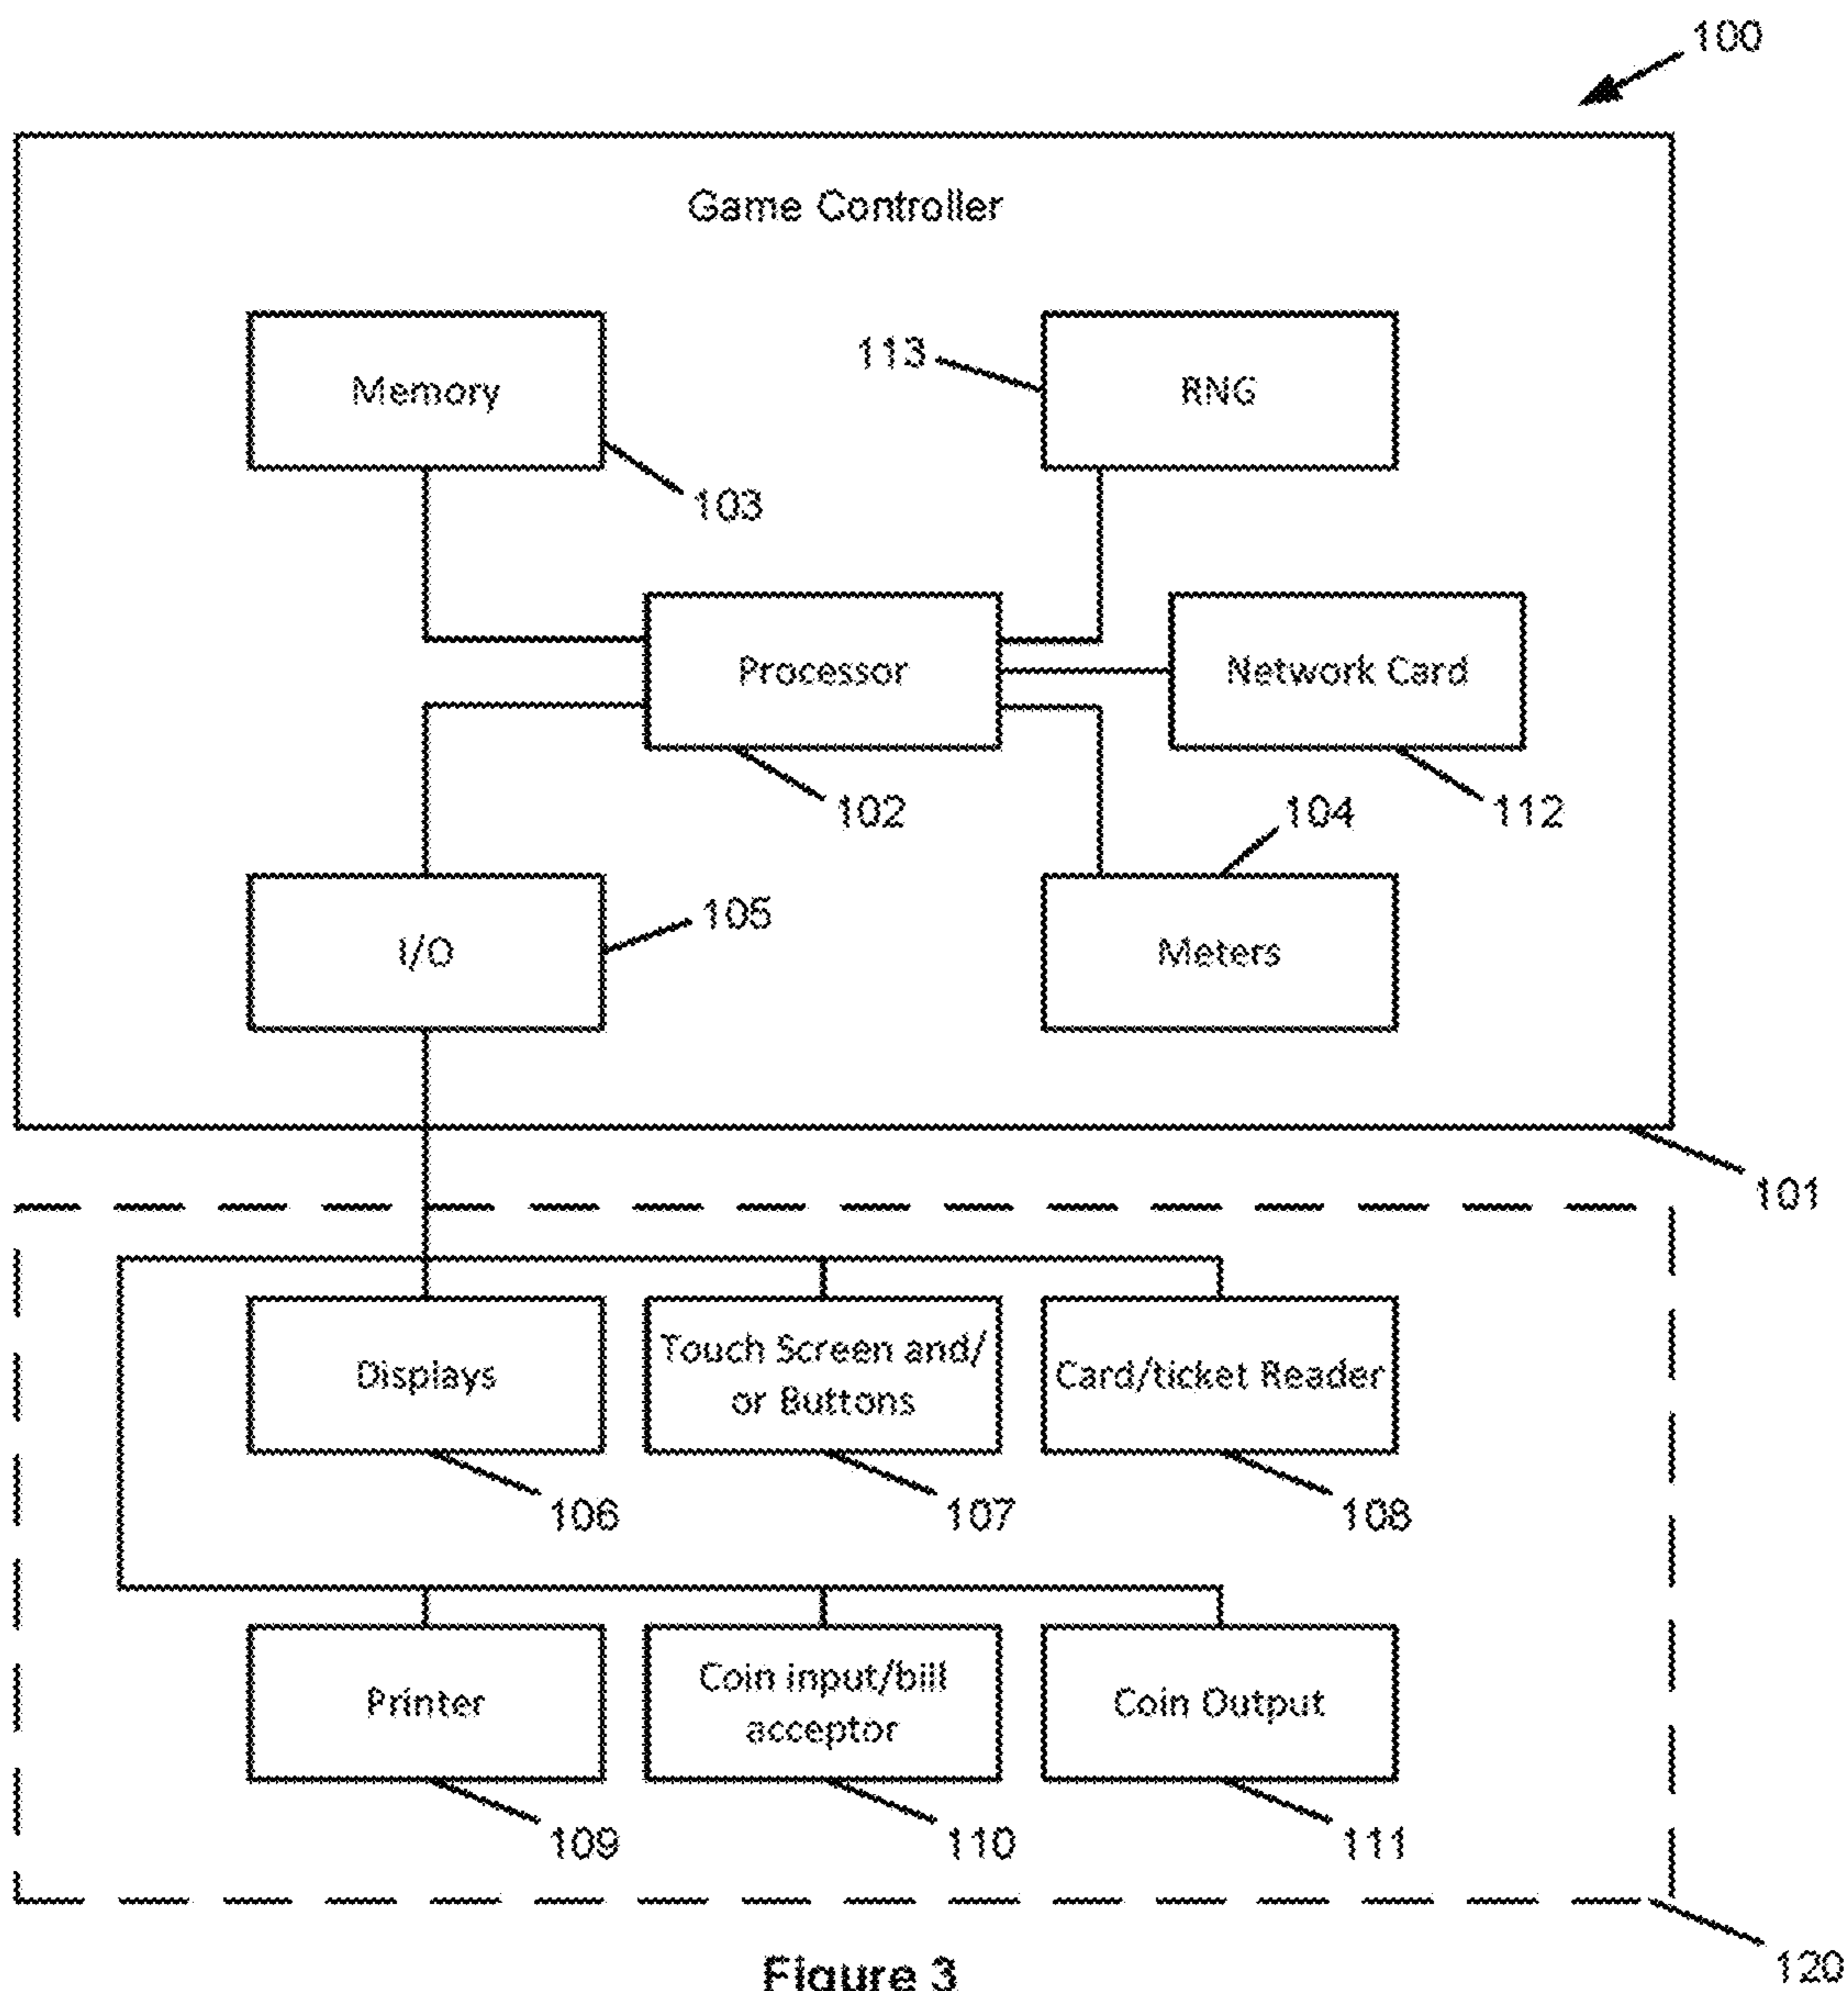 100
Game Controller
Memory
113
RNG
103
Processor
Network Card
102
104
112
I/O
105
Meters
101
Displays
Touch Screen and/
or Buttons
Card/ticket Reader
106
107
108
Printer
Coin input/bill
acceptor
Coin Output
109
110
111
120
Figure 3